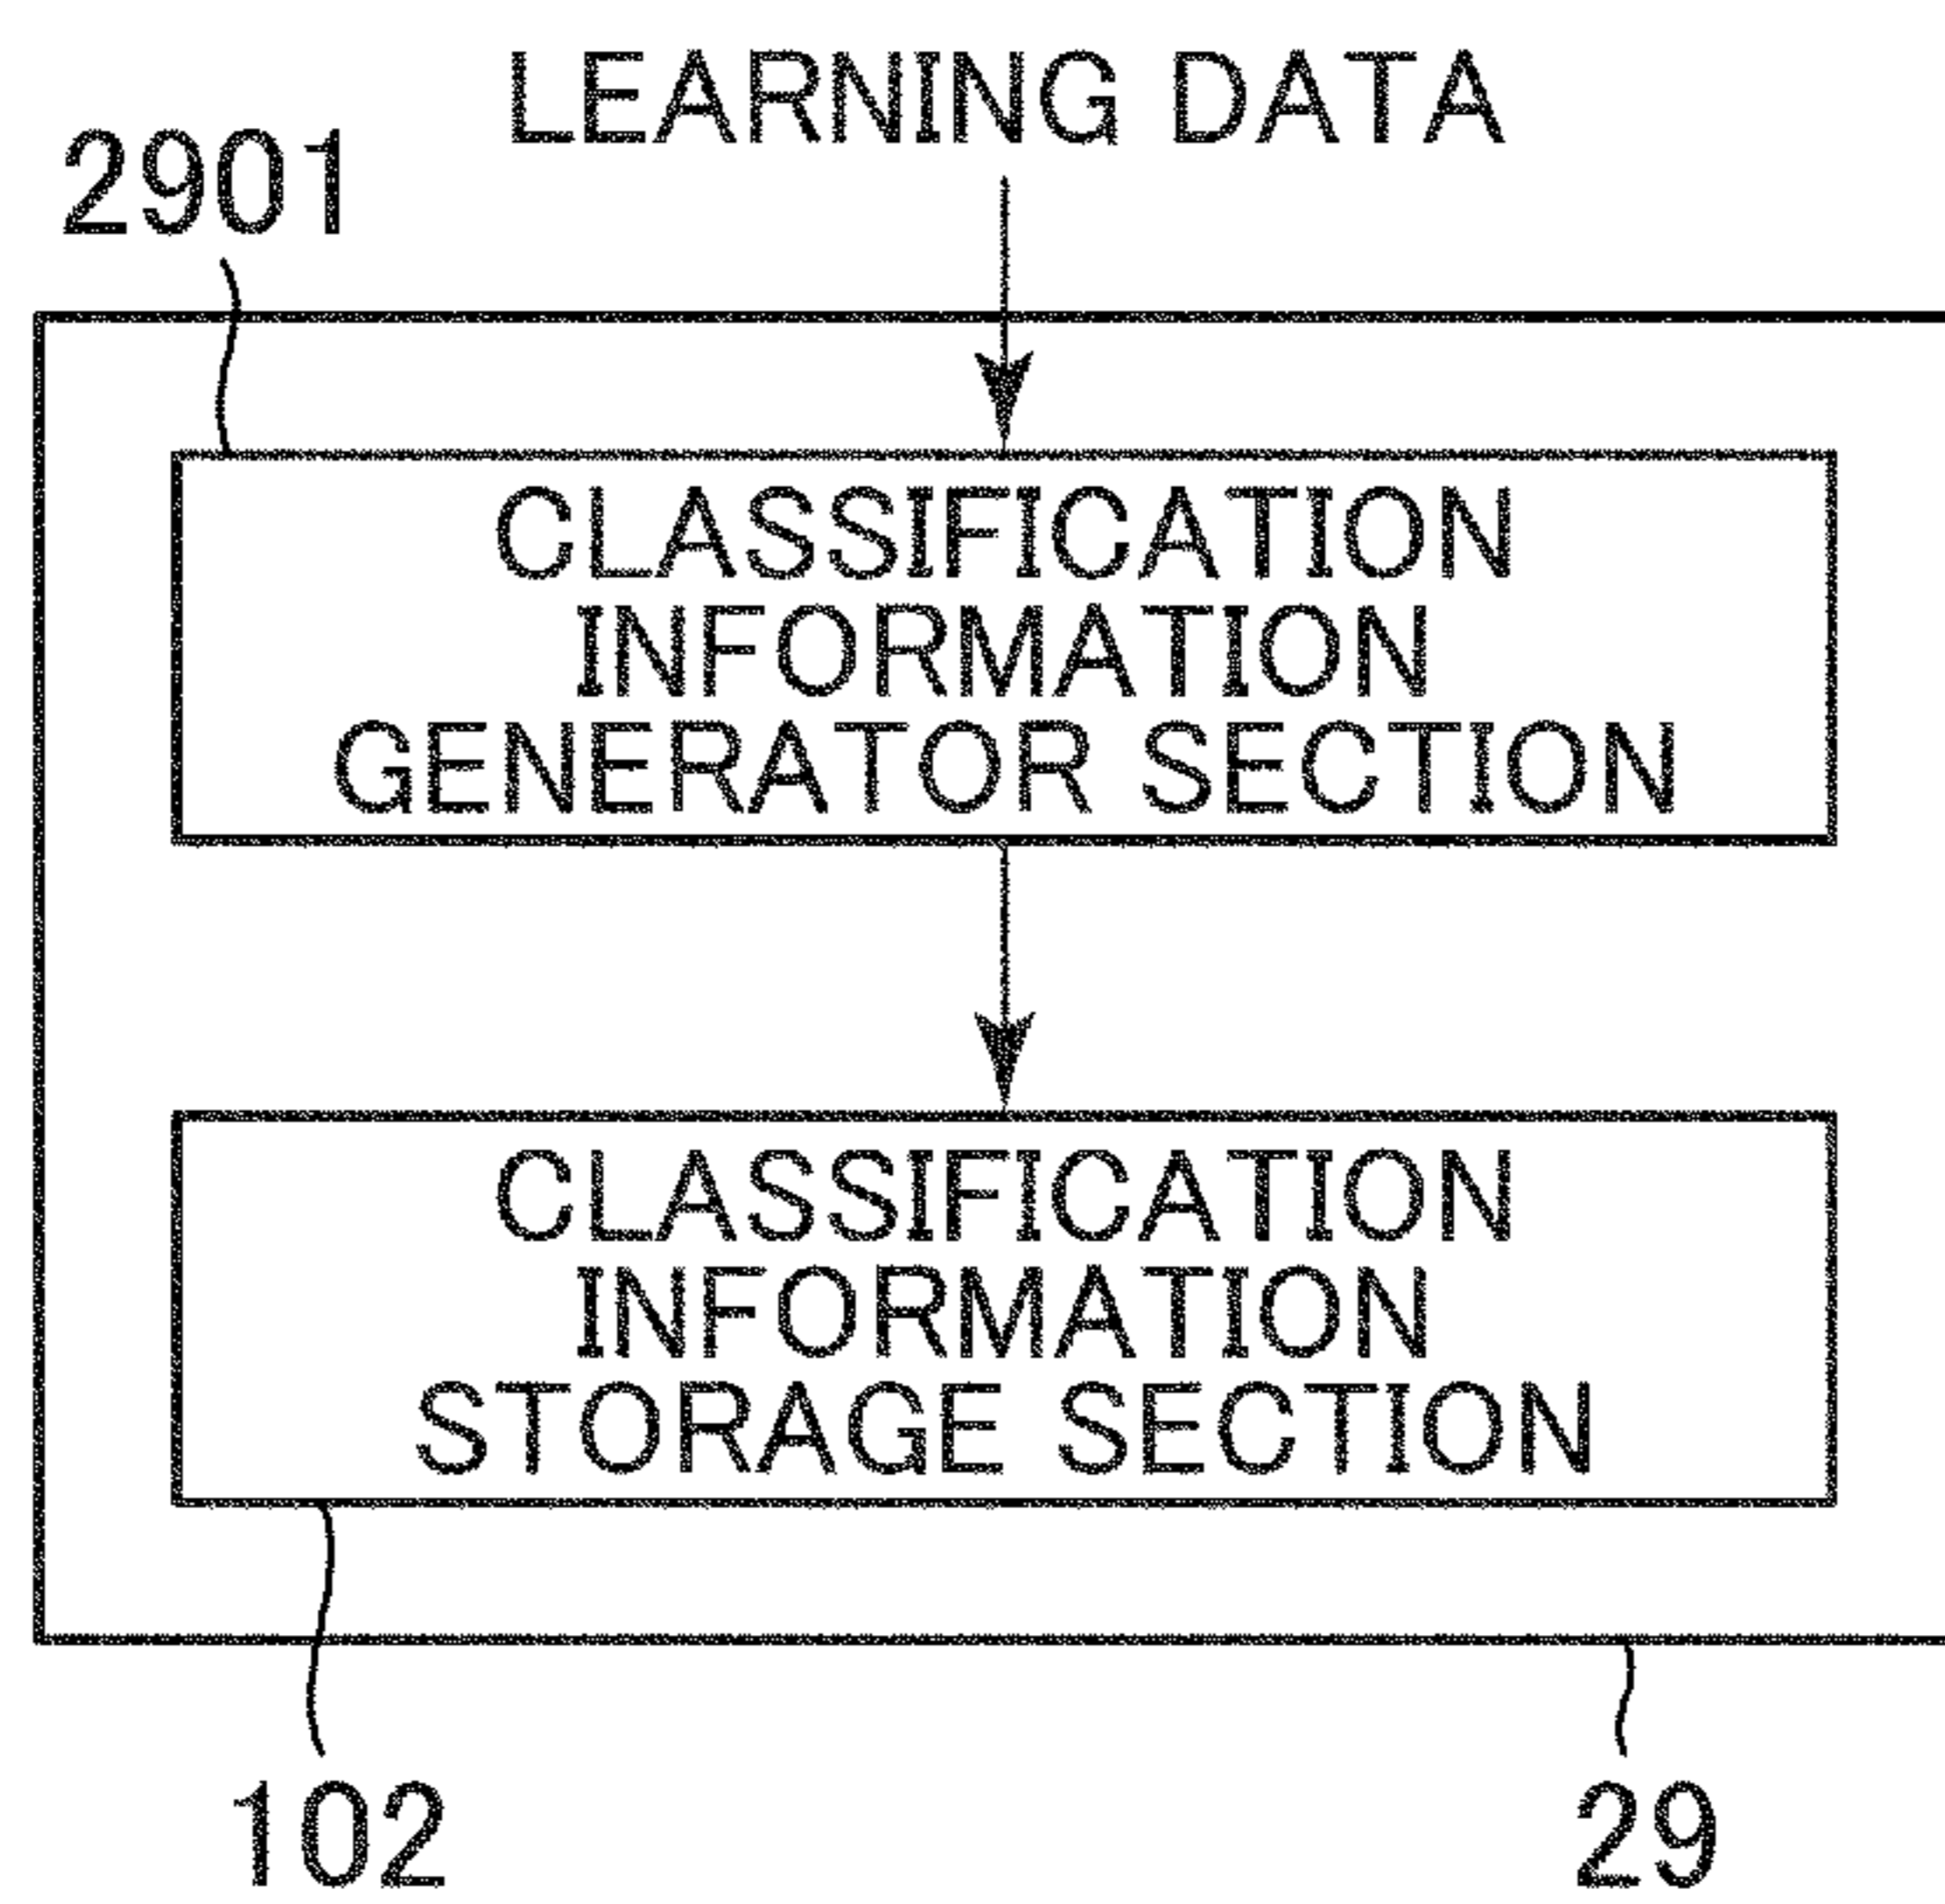 LEARNING DATA
2901
CLASSIFICATION
INFORMATION
GENERATOR SECTION
CLASSIFICATION
INFORMATION
STORAGE SECTION
102
29